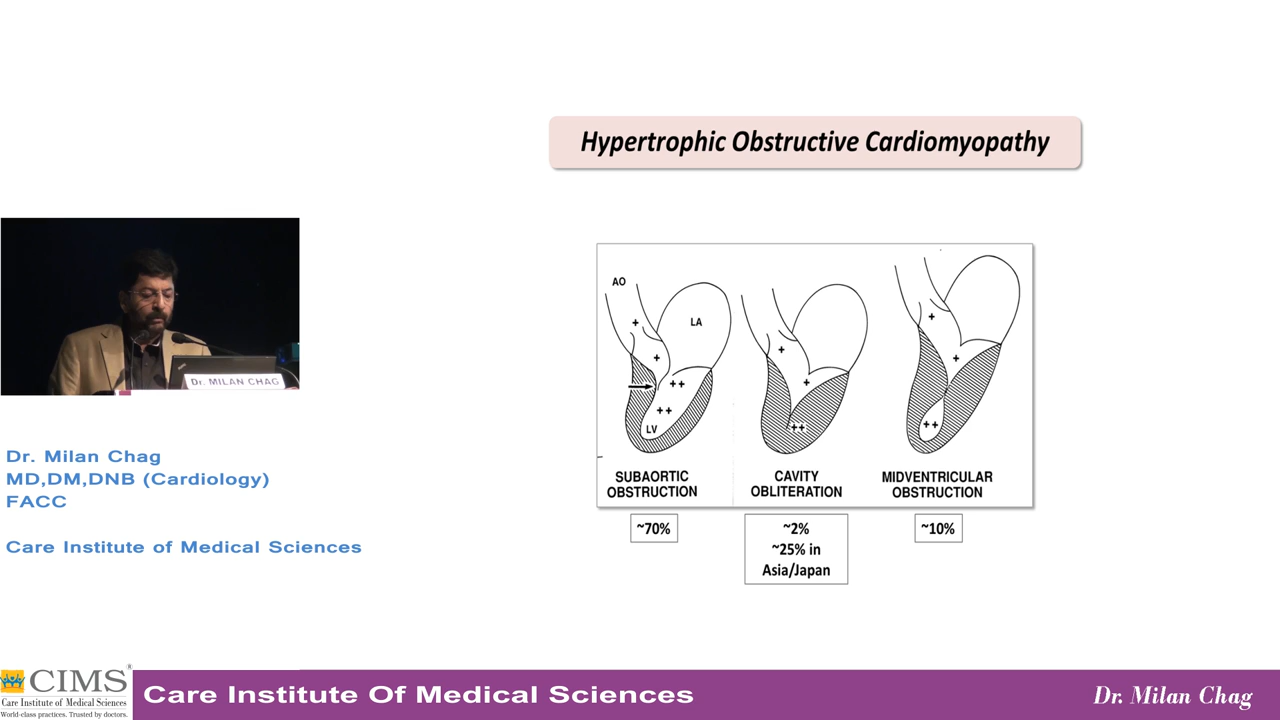 Hypertrophic Obstructive Cardiomyopathy
AO
LA
LV
+
+
++
++
+
+
++
+
+
++
SUBAORTIC
OBSTRUCTION
CAVITY
OBLITERATION
MIDVENTRICULAR
OBSTRUCTION
~70%
~2%
~25% in
Asia/Japan
~10%
Dr. MILAN CHAG
Dr. Milan Chag
MD,DM,DNB (Cardiology)
FACC
Care Institute of Medical Sciences
CIMS®
Care Institute of Medical Sciences
World-class practices. Trusted by doctors.
Care Institute Of Medical Sciences
Dr. Milan Chag